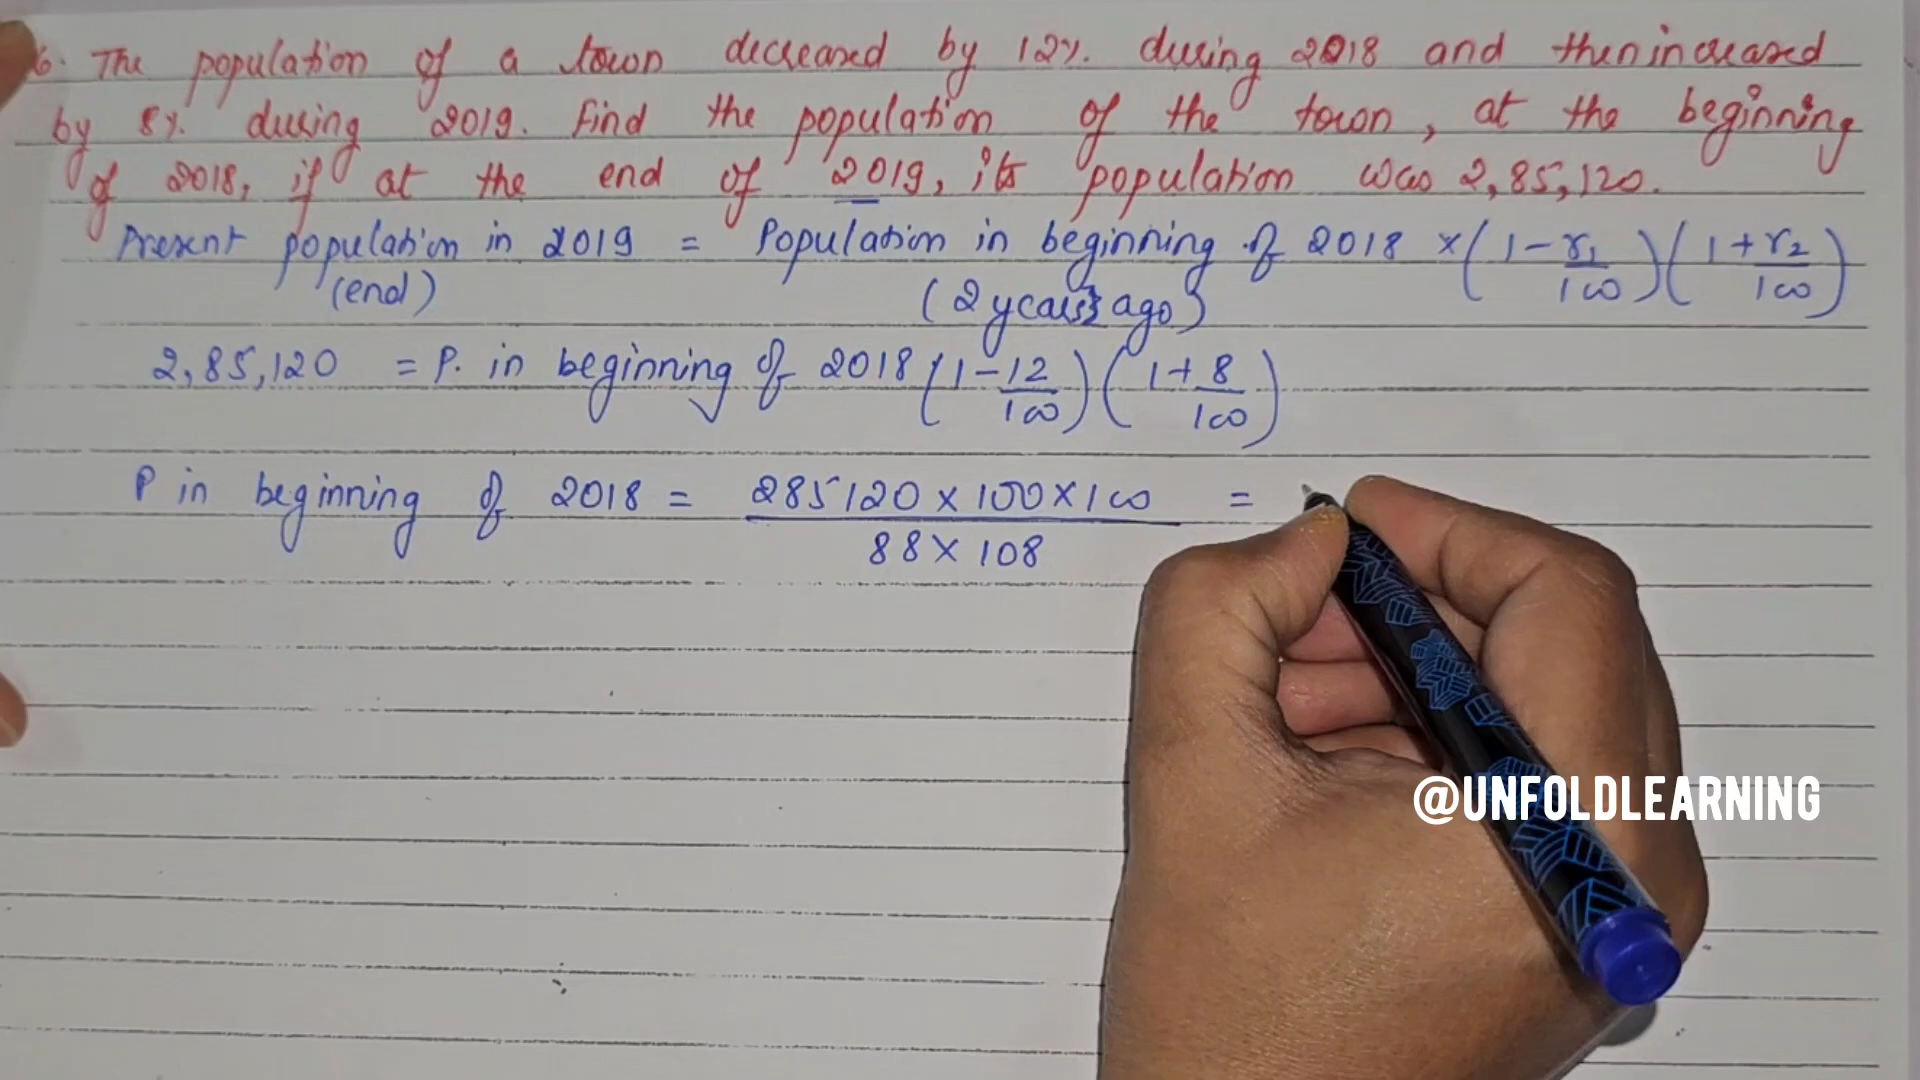 6. The population of a town decreased by 12%. during 2018 and then increased
by 8%. during 2019. Find the population of the town, at the beginning
of 2018, if at the end of 2019, its population was 2,85,120.
Present population in 2019 = Population in beginning of 2018 × (1 - r1/100)(1 + r2/100)
(end) (2 years ago)
2,85,120 = P. in beginning of 2018 (1 - 12/100)(1 + 8/100)
P in beginning of 2018 = 285120 × 100 × 100 / 88 × 108 =
@UNFOLDLEARNING